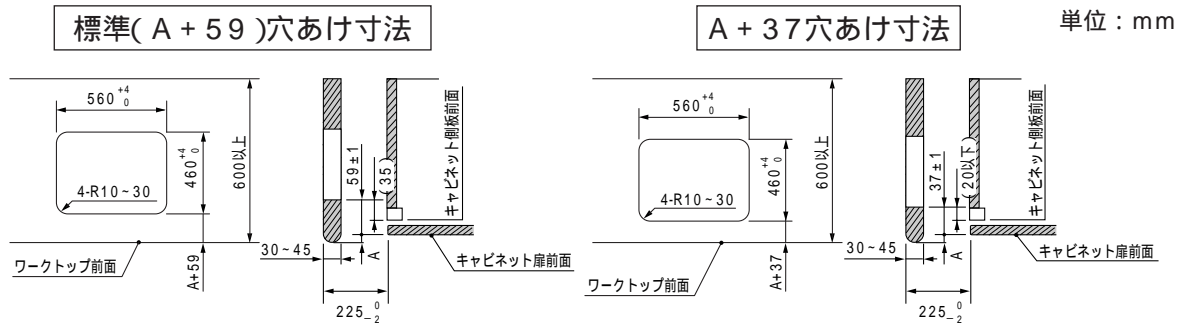 標準(A+59)穴あけ寸法
A+37穴あけ寸法
単位:mm
560 +4 0
460 +4 0
4-R10~30
600以上
A+59
ワークトップ前面
59±1
(35)
キャビネット側板前面
30~45
A
キャビネット扉前面
225 0 -2
560 +4 0
460 +4 0
4-R10~30
600以上
A+37
ワークトップ前面
37±1
(20以下)
キャビネット側板前面
30~45
A
キャビネット扉前面
225 0 -2